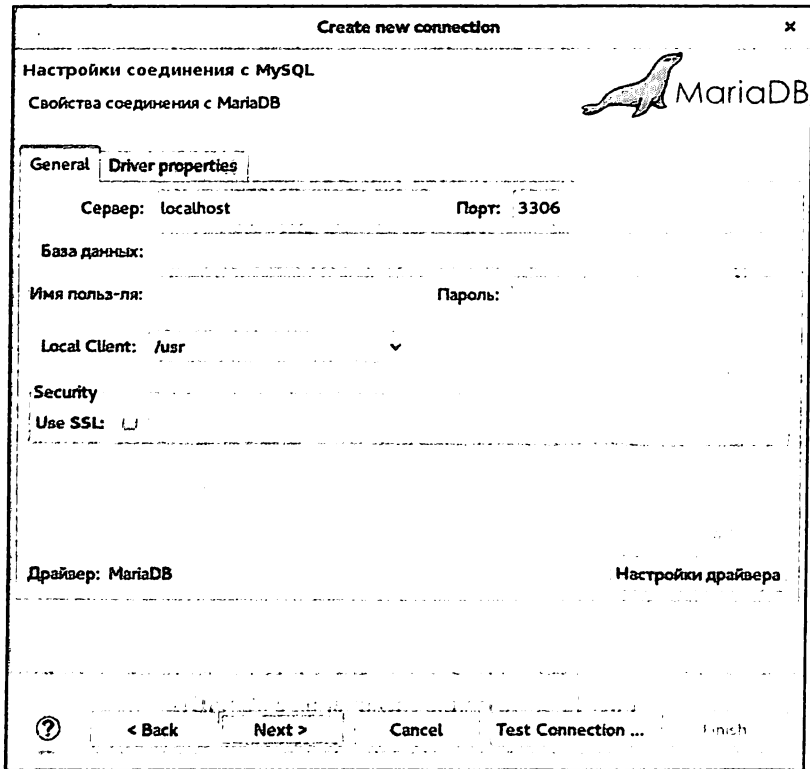 Create new connection ×
Настройки соединения с MySQL
Свойства соединения с MariaDB
MariaDB
General Driver properties
Сервер: localhost Порт: 3306
База данных:
Имя польз-ля: Пароль:
Local Client: /usr
Security
Use SSL:
Драйвер: MariaDB Настройки драйвера
? < Back Next > Cancel Test Connection ... Finish